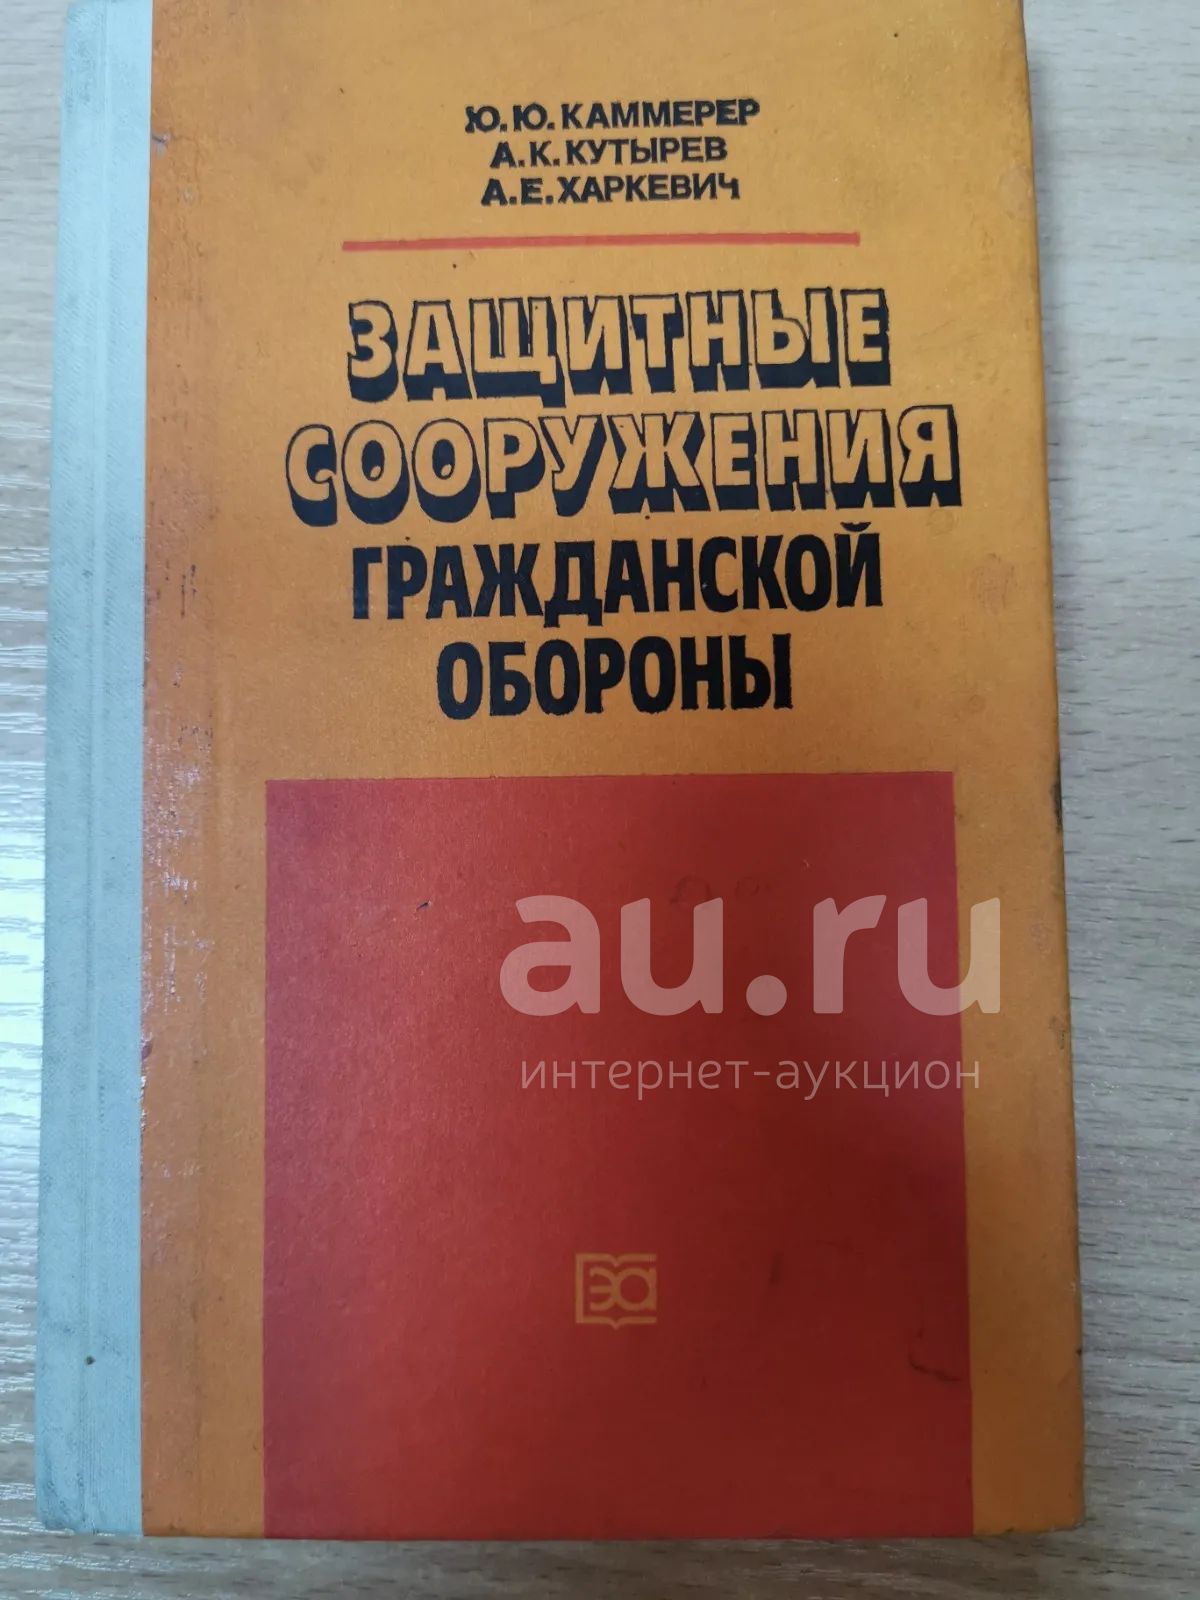 Ю.Ю.КАММЕРЕР
А.К.КУТЫРЕВ
А.Е.ХАРКЕВИЧ
ЗАЩИТНЫЕ
СООРУЖЕНИЯ
ГРАЖДАНСКОЙ
ОБОРОНЫ
au.ru
интернет-аукцион
ЭА